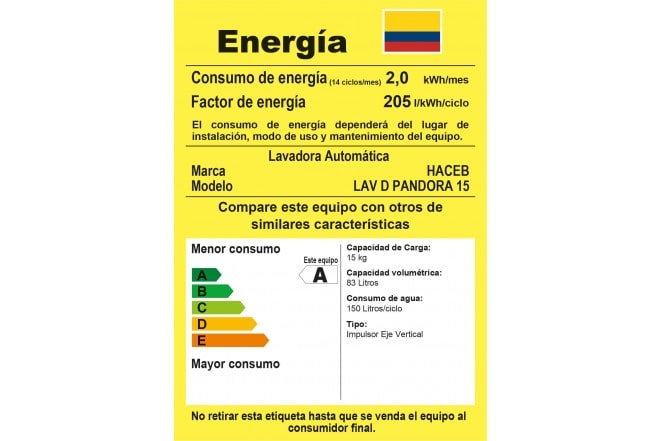 Energía
Consumo de energía (14 ciclos/mes) 2,0 kWh/mes
Factor de energía 205 l/kWh/ciclo
El consumo de energía dependerá del lugar de
instalación, modo de uso y mantenimiento del equipo.
Lavadora Automática
Marca HACEB
Modelo LAV D PANDORA 15
Compare este equipo con otros de
similares características
Menor consumo
Este equipo
A
A
B
C
D
E
Mayor consumo
Capacidad de Carga:
15 kg
Capacidad volumétrica:
83 Litros
Consumo de agua:
150 Litros/ciclo
Tipo:
Impulsor Eje Vertical
No retirar esta etiqueta hasta que se venda el equipo al
consumidor final.